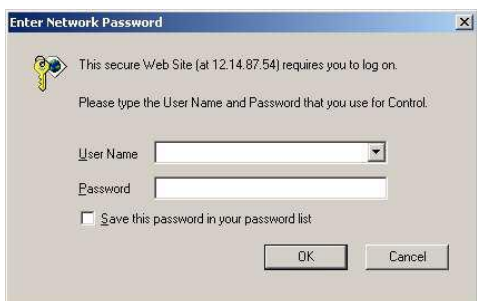 Enter Network Password
This secure Web Site (at 12.14.87.54) requires you to log on.
Please type the User Name and Password that you use for Control.
User Name
Password
Save this password in your password list
OK Cancel